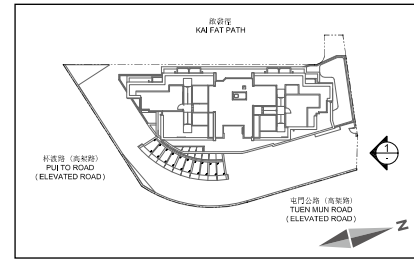 啟發徑
KAI FAT PATH
杯渡路 (高架路)
PUI TO ROAD
(ELEVATED ROAD)
1
-
屯門公路 (高架路)
TUEN MUN ROAD
(ELEVATED ROAD)
N